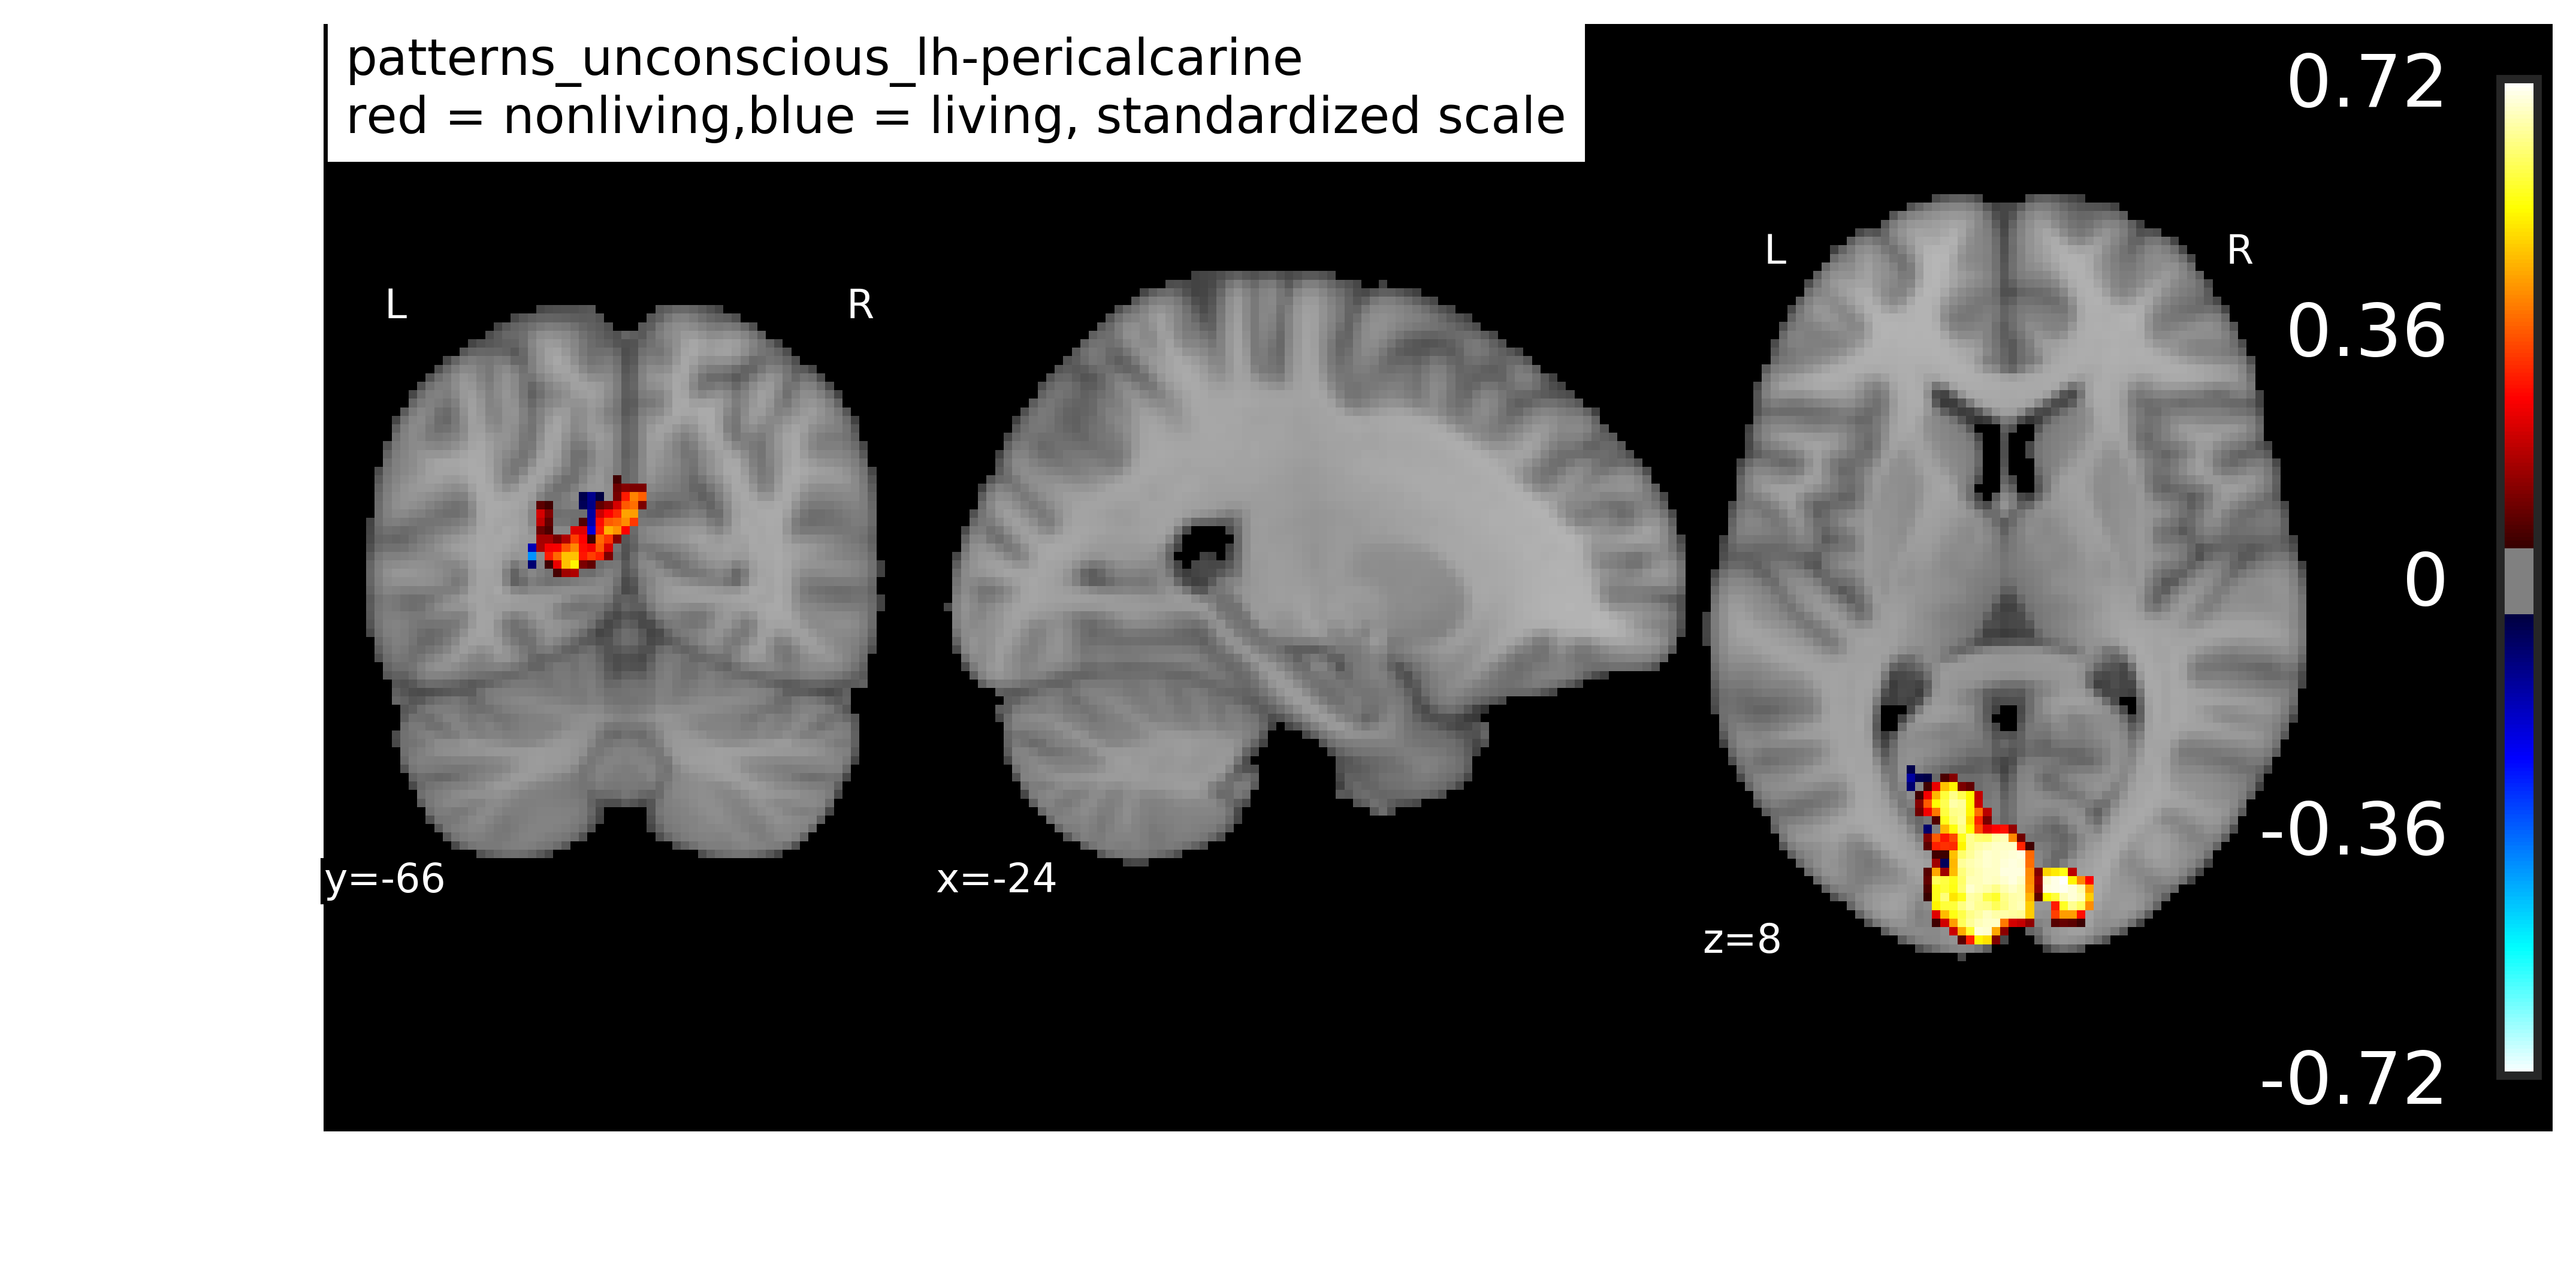 patterns_unconscious_lh-pericalcarine
red = nonliving,blue = living, standardized scale
L
R
y=-66
x=-24
L
R
z=8
0.72
0.36
0
-0.36
-0.72